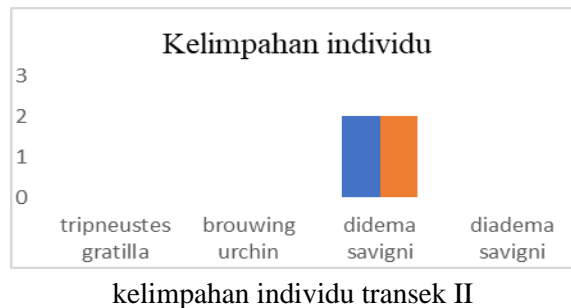 Kelimpahan individu
3
2
1
0
tripneustes gratilla
brouwing urchin
didema savigni
diadema savigni
kelimpahan individu transek II